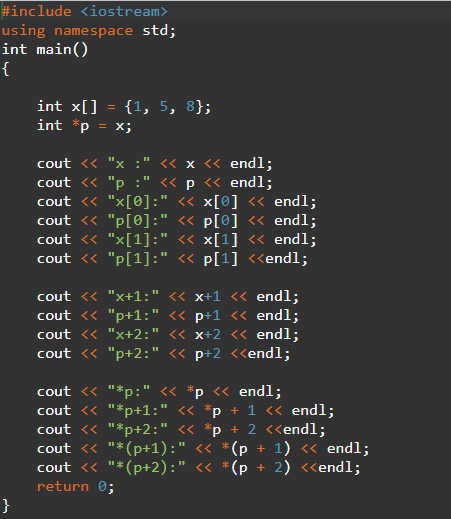 #include <iostream>
using namespace std;
int main()
{
int x[] = {1, 5, 8};
int *p = x;
cout << "x :" << x << endl;
cout << "p :" << p << endl;
cout << "x[0]:" << x[0] << endl;
cout << "p[0]:" << p[0] << endl;
cout << "x[1]:" << x[1] << endl;
cout << "p[1]:" << p[1] <<endl;
cout << "x+1:" << x+1 << endl;
cout << "p+1:" << p+1 << endl;
cout << "x+2:" << x+2 << endl;
cout << "p+2:" << p+2 <<endl;
cout << "*p:" << *p << endl;
cout << "*p+1:" << *p + 1 << endl;
cout << "*p+2:" << *p + 2 <<endl;
cout << "*(p+1):" << *(p + 1) << endl;
cout << "*(p+2):" << *(p + 2) <<endl;
return 0;
}